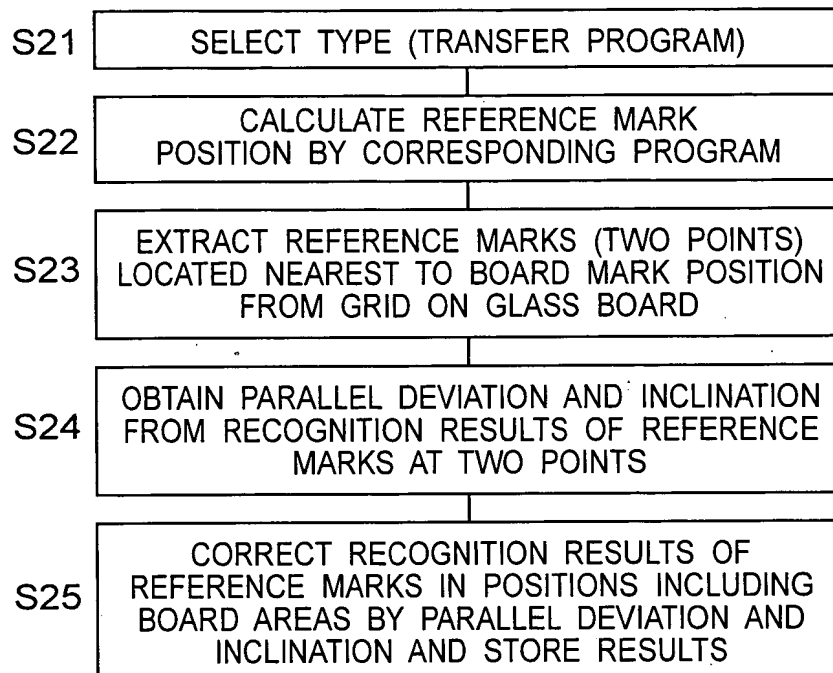 S21 SELECT TYPE (TRANSFER PROGRAM)
S22 CALCULATE REFERENCE MARK
POSITION BY CORRESPONDING PROGRAM
S23 EXTRACT REFERENCE MARKS (TWO POINTS)
LOCATED NEAREST TO BOARD MARK POSITION
FROM GRID ON GLASS BOARD
S24 OBTAIN PARALLEL DEVIATION AND INCLINATION
FROM RECOGNITION RESULTS OF REFERENCE
MARKS AT TWO POINTS
S25 CORRECT RECOGNITION RESULTS OF
REFERENCE MARKS IN POSITIONS INCLUDING
BOARD AREAS BY PARALLEL DEVIATION AND
INCLINATION AND STORE RESULTS